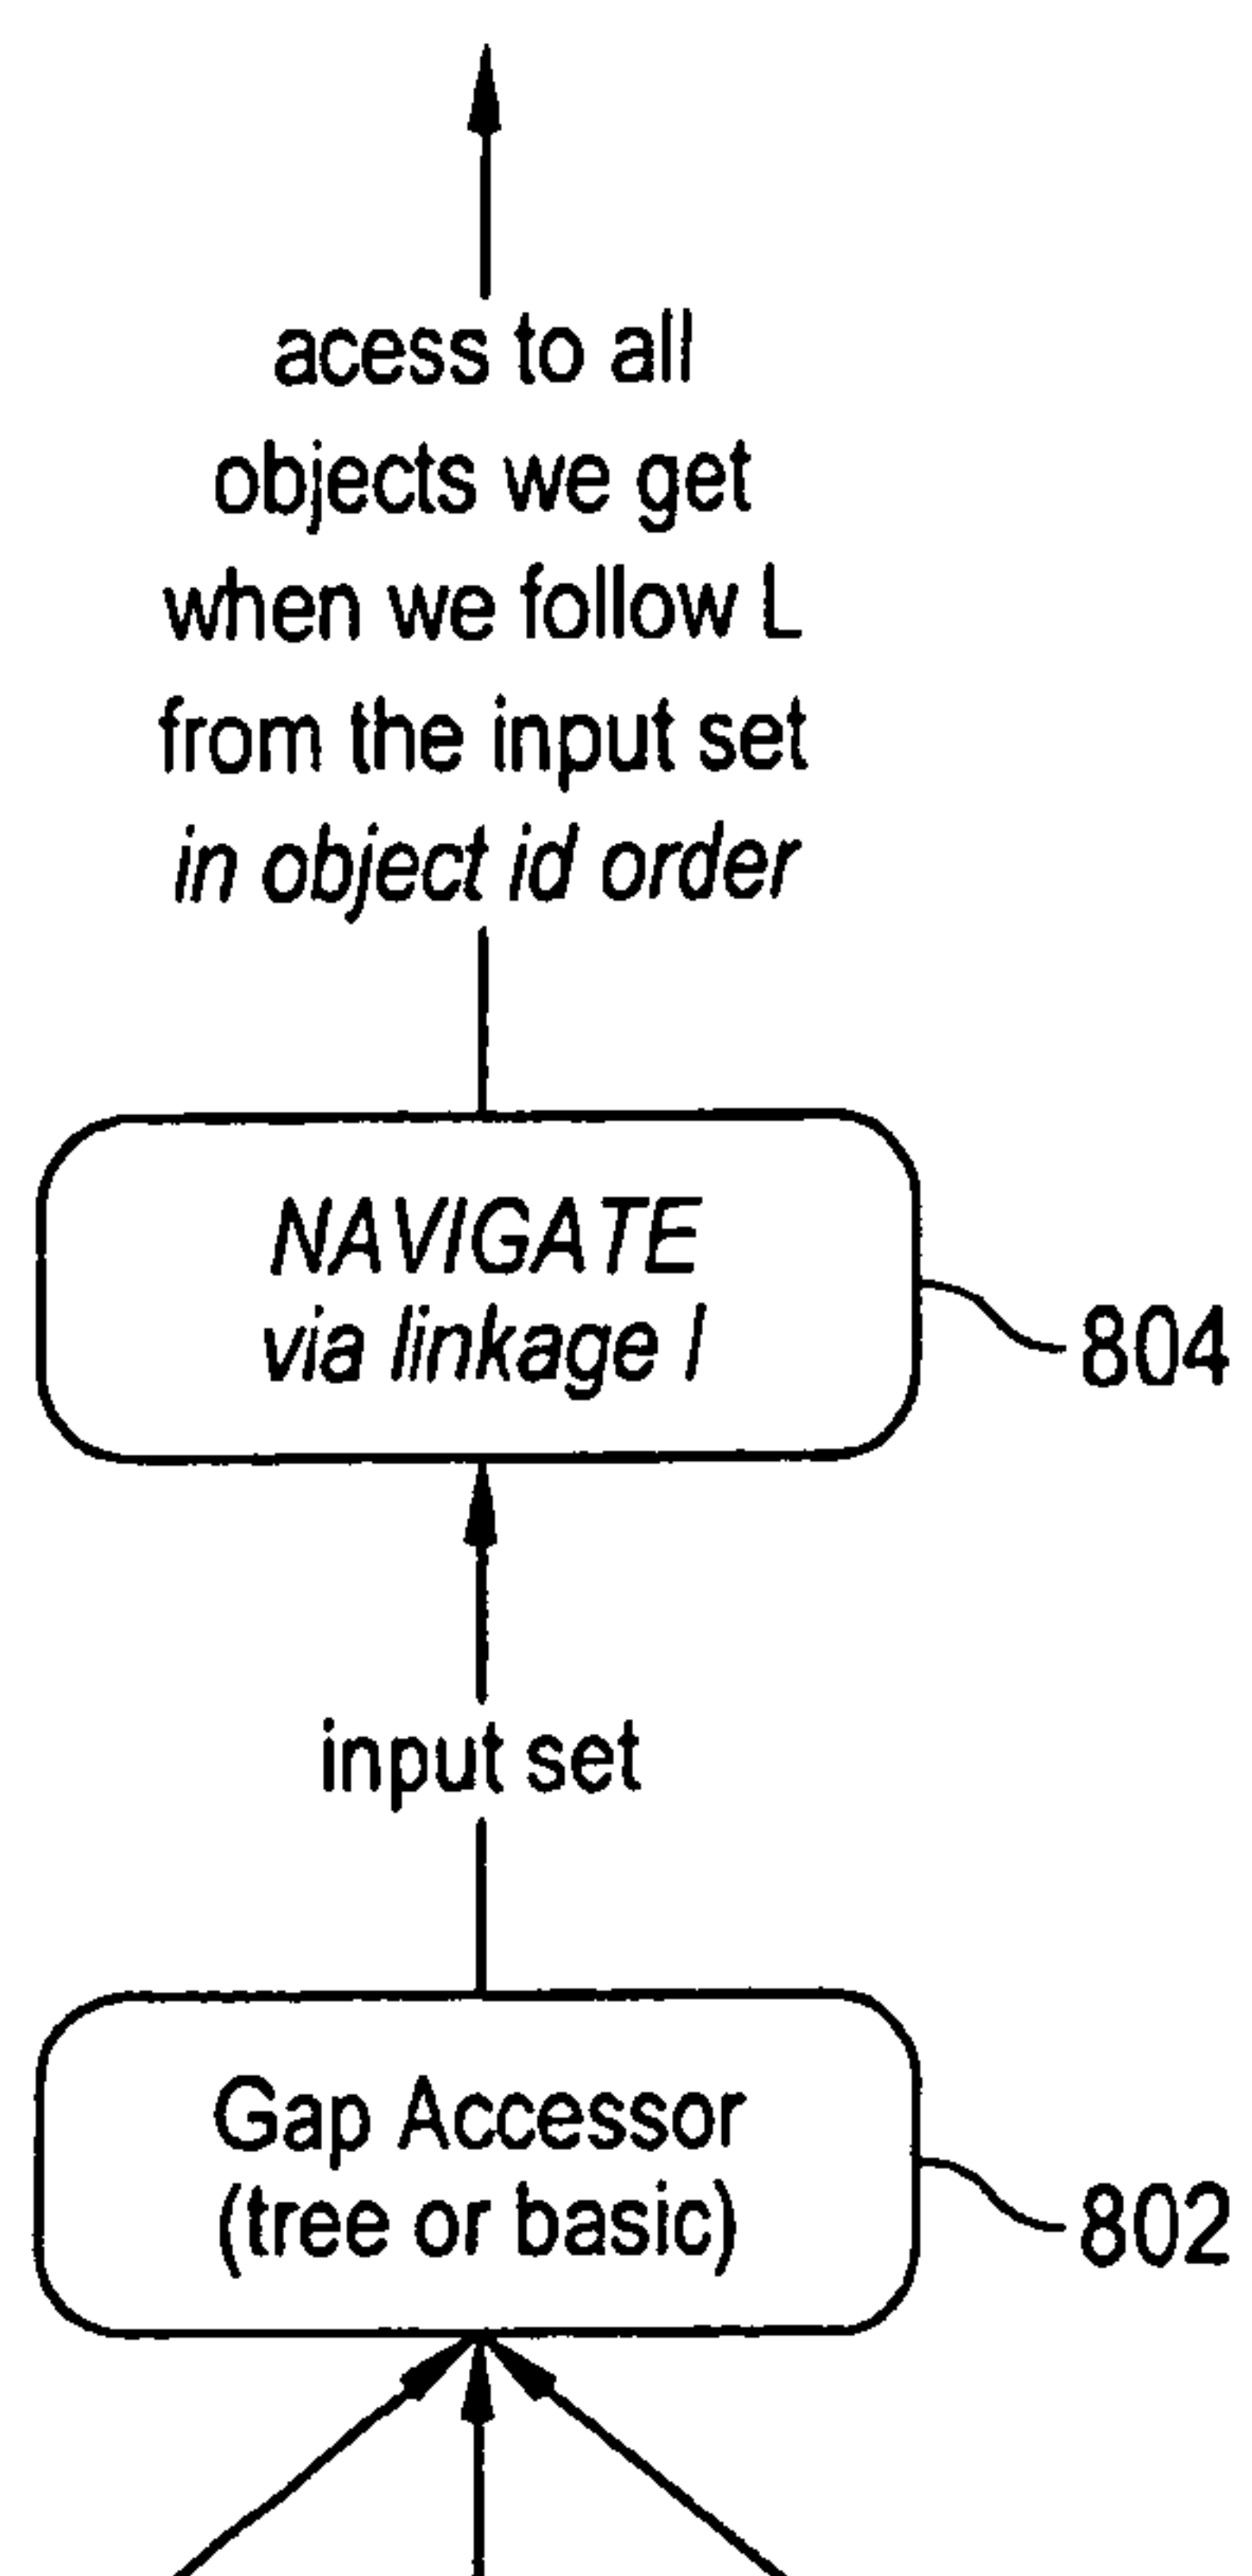 acess to all
objects we get
when we follow L
from the input set
in object id order
NAVIGATE
via linkage l
804
input set
Gap Accessor
(tree or basic)
802